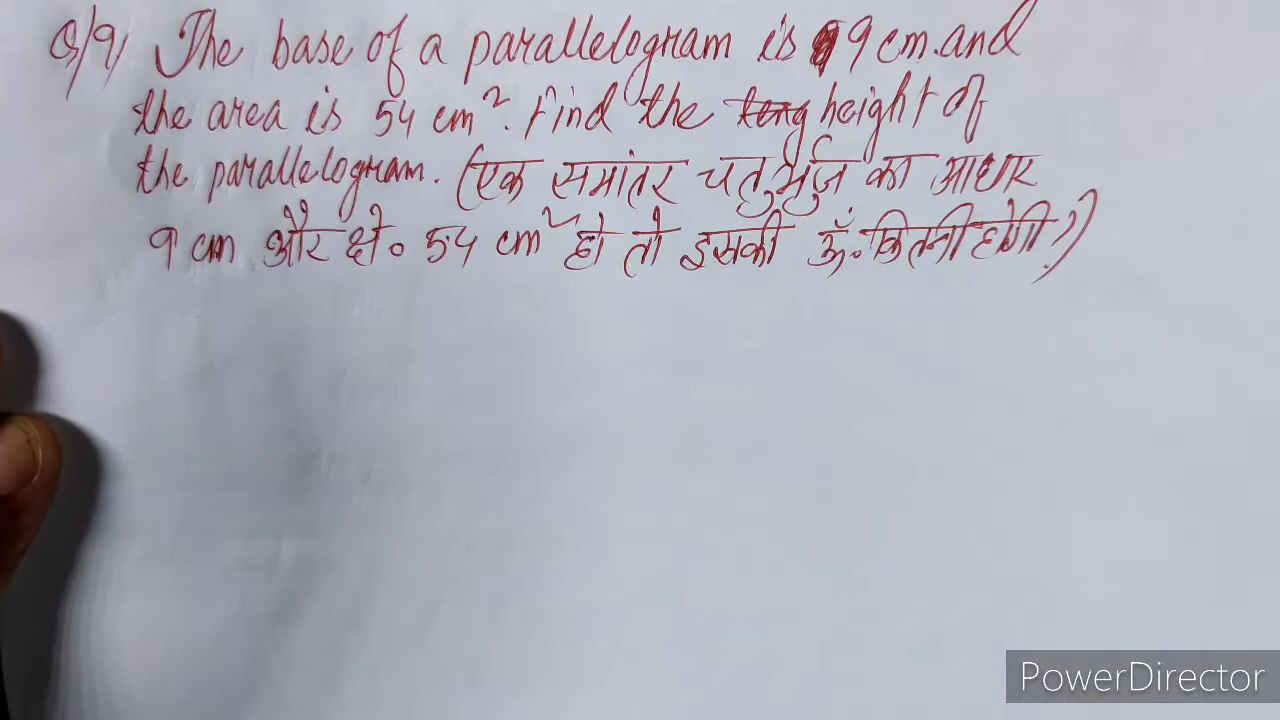 Q/9/ The base of a parallelogram is 9 cm. and
the area is 54 cm². Find the height of
the parallelogram. (एक समांतर चतुर्भुज का आधार
9 cm और क्षे० 54 cm² हो तो इसकी ऊँ० कितनी होगी?)
PowerDirector